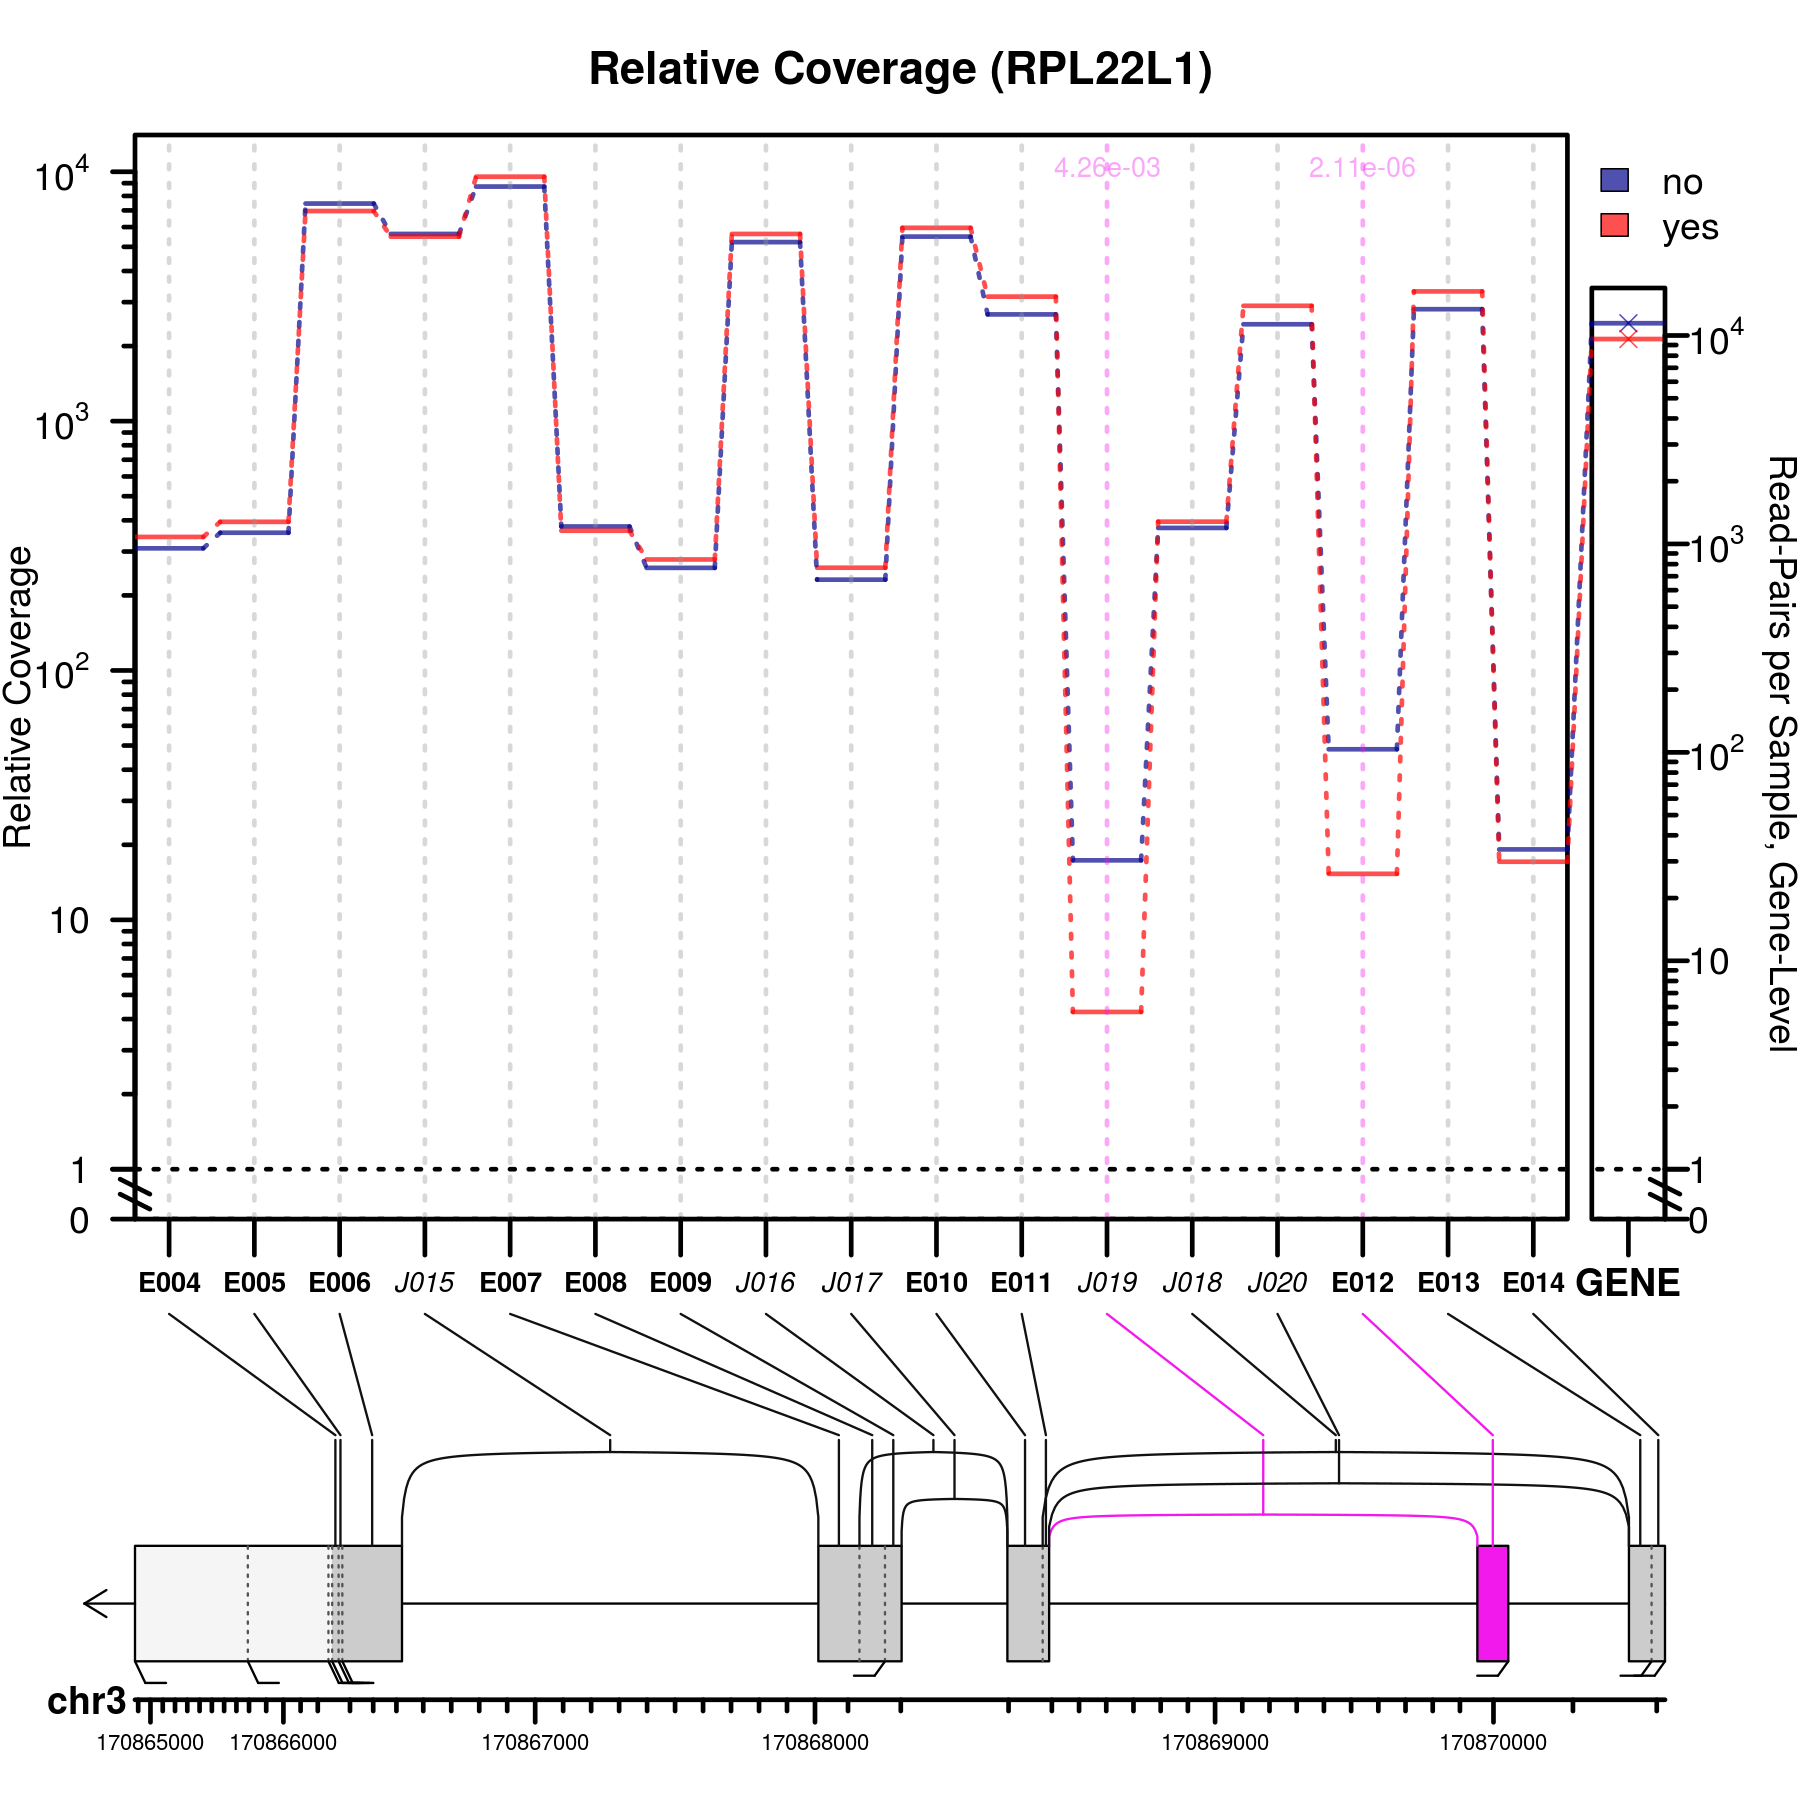 Relative Coverage (RPL22L1)
4.26e-03 2.11e-06
no
yes
10^4
10^3
10^2
10
1
0
Relative Coverage
10^4
10^3
10^2
10
1
0
Read-Pairs per Sample, Gene-Level
E004 E005 E006 J015 E007 E008 E009 J016 J017 E010 E011 J019 J018 J020 E012 E013 E014 GENE
chr3
170865000 170866000 170867000 170868000 170869000 170870000